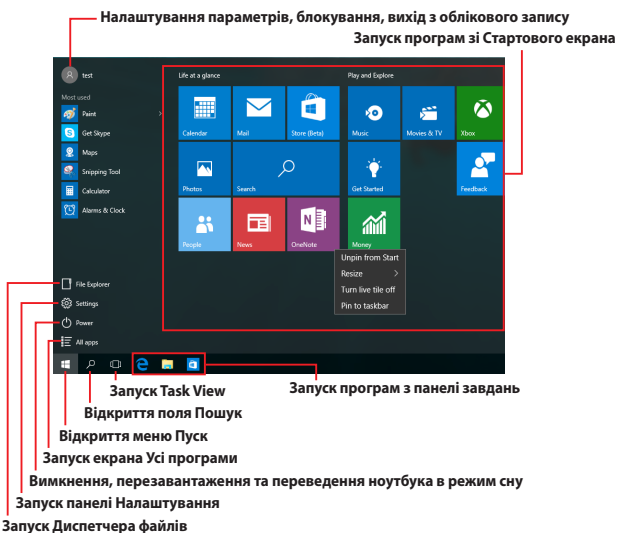 Налаштування параметрів, блокування, вихід з облікового запису
Запуск програм зі Стартового екрана
test
Life at a glance
Play and Explore
Most used
Paint
Get Skype
Maps
Snipping Tool
Calculator
Alarms & Clock
Calendar
Mail
Store (Beta)
Music
Movies & TV
Xbox
Photos
Search
Get Started
Feedback
People
News
OneNote
Money
Unpin from Start
Resize
Turn live tile off
Pin to taskbar
File Explorer
Settings
Power
All apps
Запуск Task View
Запуск програм з панелі завдань
Відкриття поля Пошук
Відкриття меню Пуск
Запуск екрана Усі програми
Вимкнення, перезавантаження та переведення ноутбука в режим сну
Запуск панелі Налаштування
Запуск Диспетчера файлів